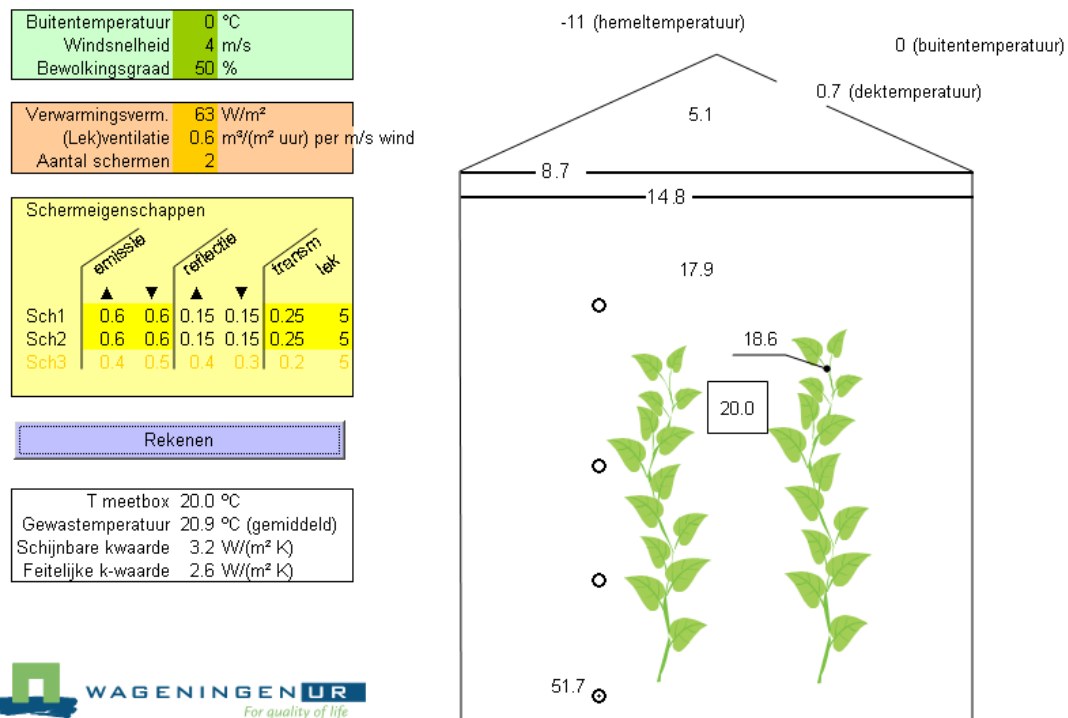 Buitentemperatuur 0 °C
Windsnelheid 4 m/s
Bewolkingsgraad 50 %
Verwarmingsverm. 63 W/m²
(Lek)ventilatie 0.6 m³/(m² uur) per m/s wind
Aantal schermen 2
Schermeigenschappen
emissie reflectie transm lek
▲ ▼ ▲ ▼
Sch1 0.6 0.6 0.15 0.15 0.25 5
Sch2 0.6 0.6 0.15 0.15 0.25 5
Sch3 0.4 0.5 0.4 0.3 0.2 5
Rekenen
T meetbox 20.0 °C
Gewastemperatuur 20.9 °C (gemiddeld)
Schijnbare kwaarde 3.2 W/(m² K)
Feitelijke k-waarde 2.6 W/(m² K)
WAGENINGEN UR
For quality of life
-11 (hemeltemperatuur)
0 (buitentemperatuur)
0.7 (dektemperatuur)
5.1
8.7
14.8
17.9
18.6
20.0
51.7